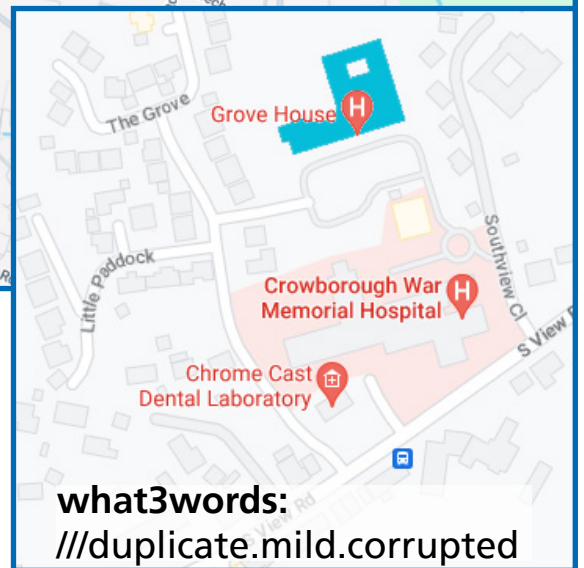 The Grove
Grove House
H
Little Paddock
Southview Cl
Crowborough War
Memorial Hospital
H
S View R
Chrome Cast
Dental Laboratory
S View Rd
what3words:
///duplicate.mild.corrupted